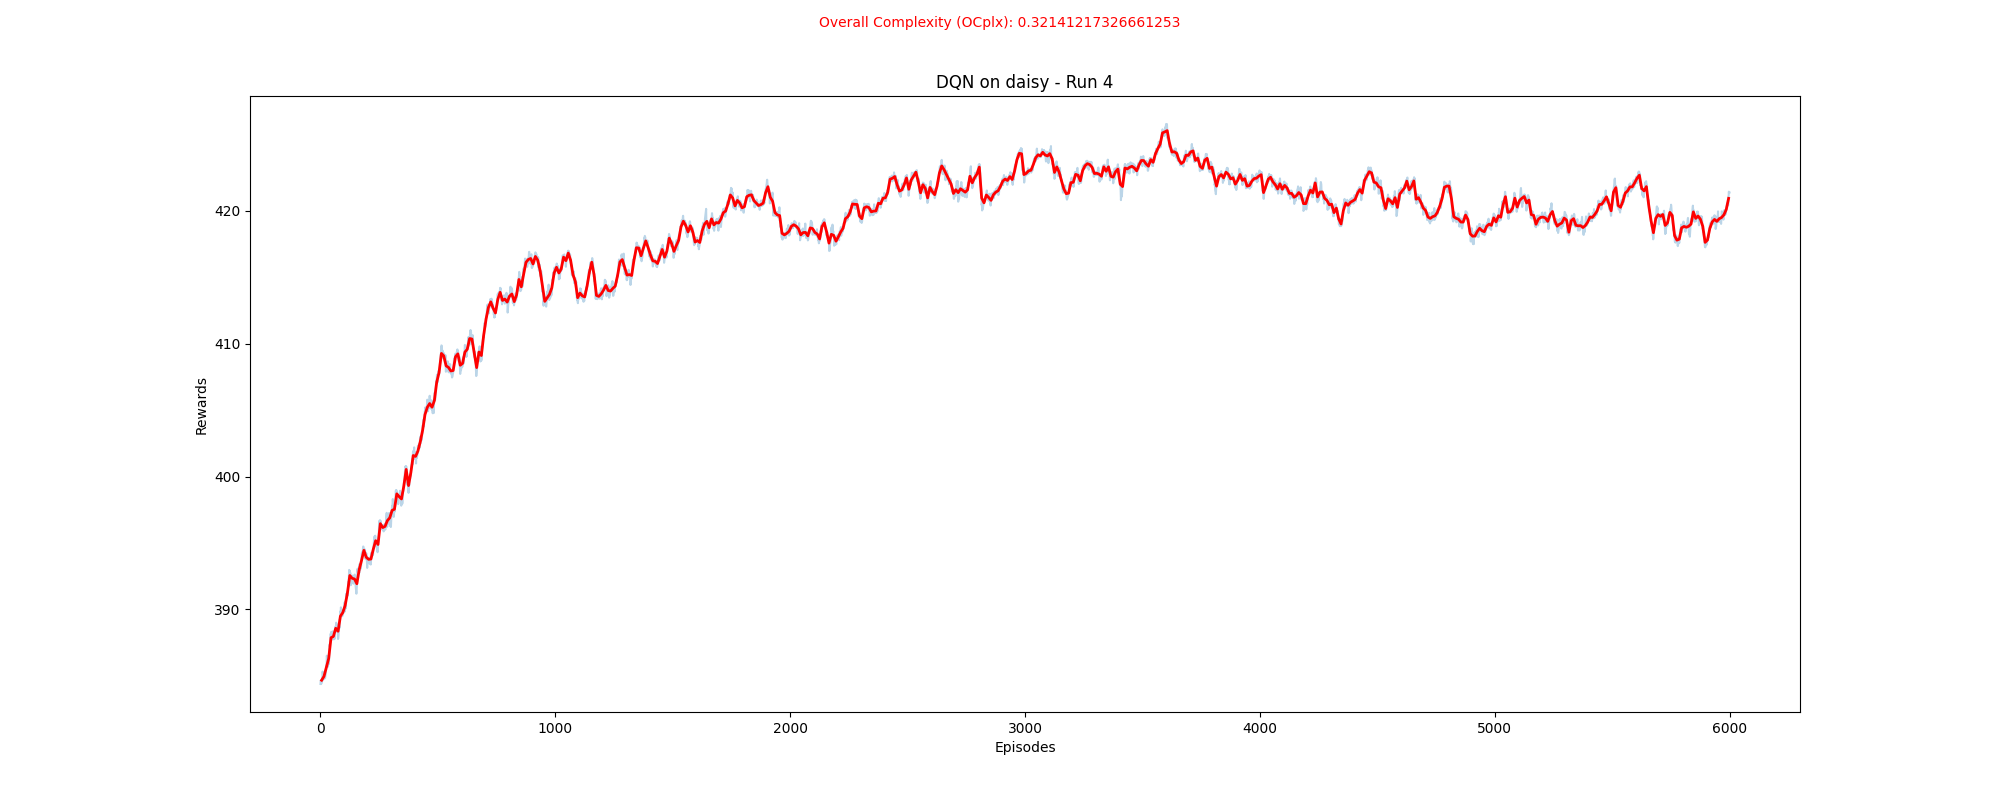 Overall Complexity (OCplx): 0.32141217326661253
DQN on daisy - Run 4
Rewards
420
410
400
390
0 1000 2000 3000 4000 5000 6000
Episodes